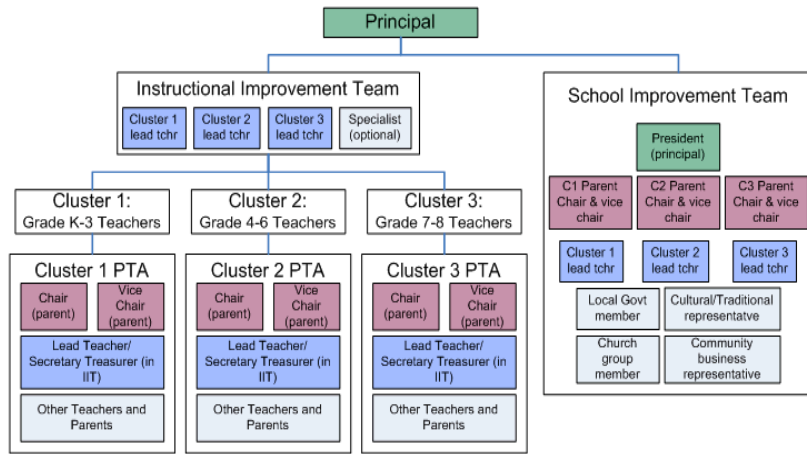 Principal
Instructional Improvement Team
Cluster 1
lead tchr
Cluster 2
lead tchr
Cluster 3
lead tchr
Specialist
(optional)
Cluster 1:
Grade K-3 Teachers
Cluster 2:
Grade 4-6 Teachers
Cluster 3:
Grade 7-8 Teachers
Cluster 1 PTA
Chair
(parent)
Vice
Chair
(parent)
Lead Teacher/
Secretary Treasurer (in
IIT)
Other Teachers and
Parents
Cluster 2 PTA
Chair
(parent)
Vice
Chair
(parent)
Lead Teacher/
Secretary Treasurer (in
IIT)
Other Teachers and
Parents
Cluster 3 PTA
Chair
(parent)
Vice
Chair
(parent)
Lead Teacher/
Secretary Treasurer (in
IIT)
Other Teachers and
Parents
School Improvement Team
President
(principal)
C1 Parent
Chair & vice
chair
C2 Parent
Chair & vice
chair
C3 Parent
Chair & vice
chair
Cluster 1
lead tchr
Cluster 2
lead tchr
Cluster 3
lead tchr
Local Govt
member
Cultural/Traditional
representatve
Church
group
member
Community
business
representative